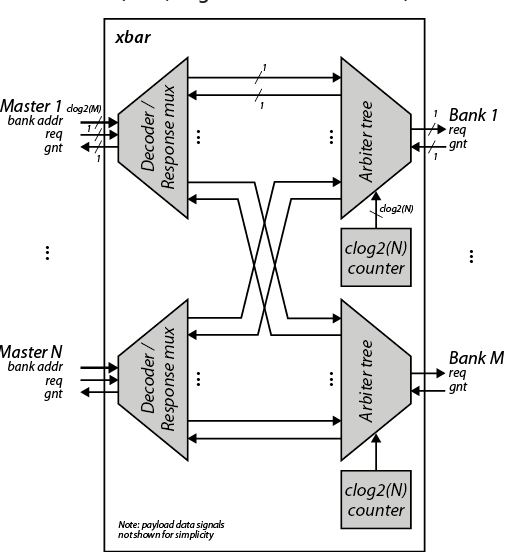 xbar
1
1
Master 1 clog2(M)
bank addr
req
gnt
1
1
Decoder /
Response mux
Arbiter tree
1
Bank 1
req
gnt
1
clog2(N)
clog2(N)
counter
Master N
bank addr
req
gnt
Decoder /
Response mux
Arbiter tree
Bank M
req
gnt
clog2(N)
counter
Note: payload data signals
not shown for simplicity